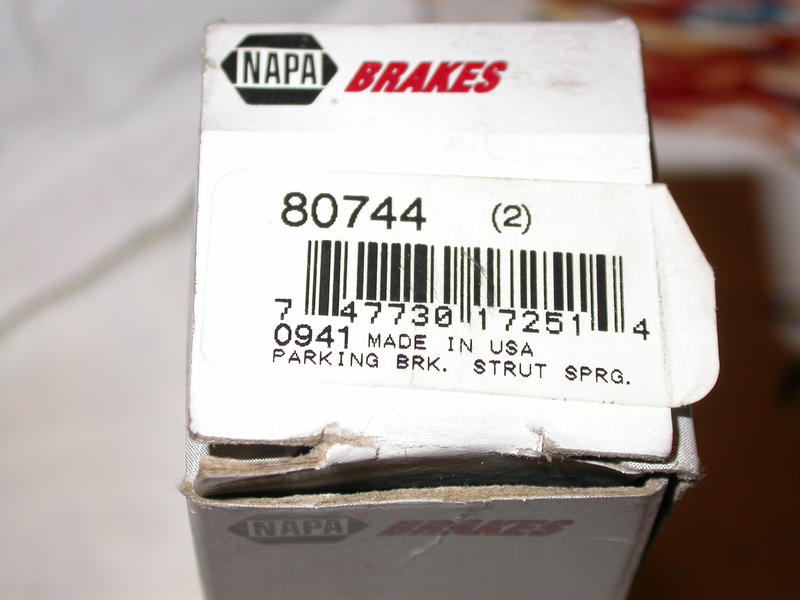 NAPA BRAKES
80744 (2)
7 47730 17251 4
0941 MADE IN USA
PARKING BRK. STRUT SPRG.
NAPA BRAKES